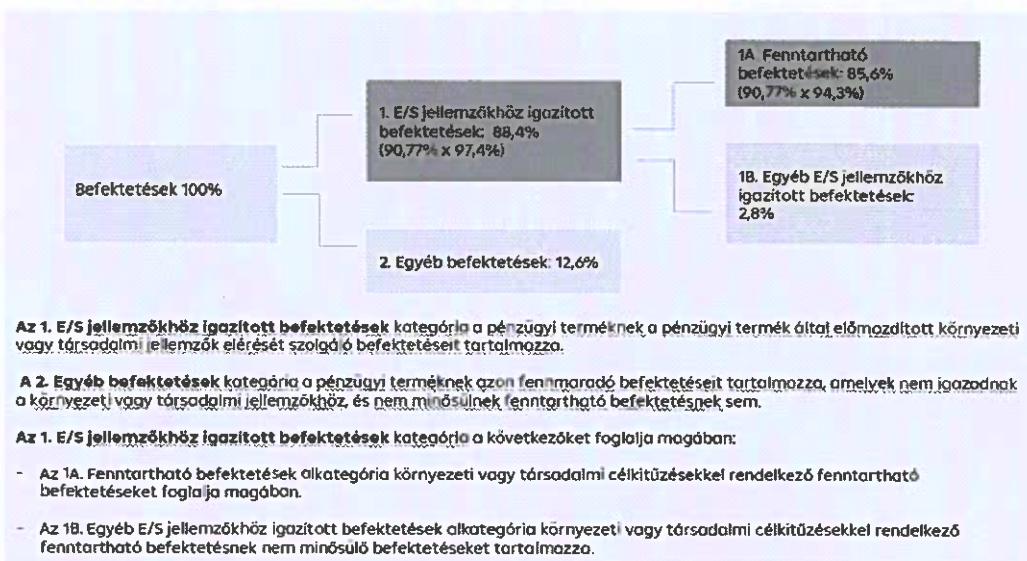 1A. Fenntartható
befektetések: 85,6%
(90,77% x 94,3%)
1. E/S jellemzőkhöz igazított
befektetések: 88,4%
(90,77% x 97,4%)
Befektetések 100%
1B. Egyéb E/S jellemzőkhöz
igazított befektetések:
2,8%
2. Egyéb befektetések: 12,6%
Az 1. E/S jellemzőkhöz igazított befektetések kategória a pénzügyi terméknek a pénzügyi termék által előmozdított környezeti
vagy társadalmi jellemzők elérését szolgáló befektetéseit tartalmazza.
A 2. Egyéb befektetések kategória a pénzügyi terméknek azon fennmaradó befektetéseit tartalmazza, amelyek nem igazodnak
a környezeti vagy társadalmi jellemzőkhöz, és nem minősülnek fenntartható befektetésnek sem.
Az 1. E/S jellemzőkhöz igazított befektetések kategória a következőket foglalja magában:
- Az 1A. Fenntartható befektetések alkategória környezeti vagy társadalmi célkitűzésekkel rendelkező fenntartható
befektetéseket foglalja magában.
- Az 1B. Egyéb E/S jellemzőkhöz igazított befektetések alkategória környezeti vagy társadalmi célkitűzésekkel rendelkező
fenntartható befektetésnek nem minősülő befektetéseket tartalmazza.